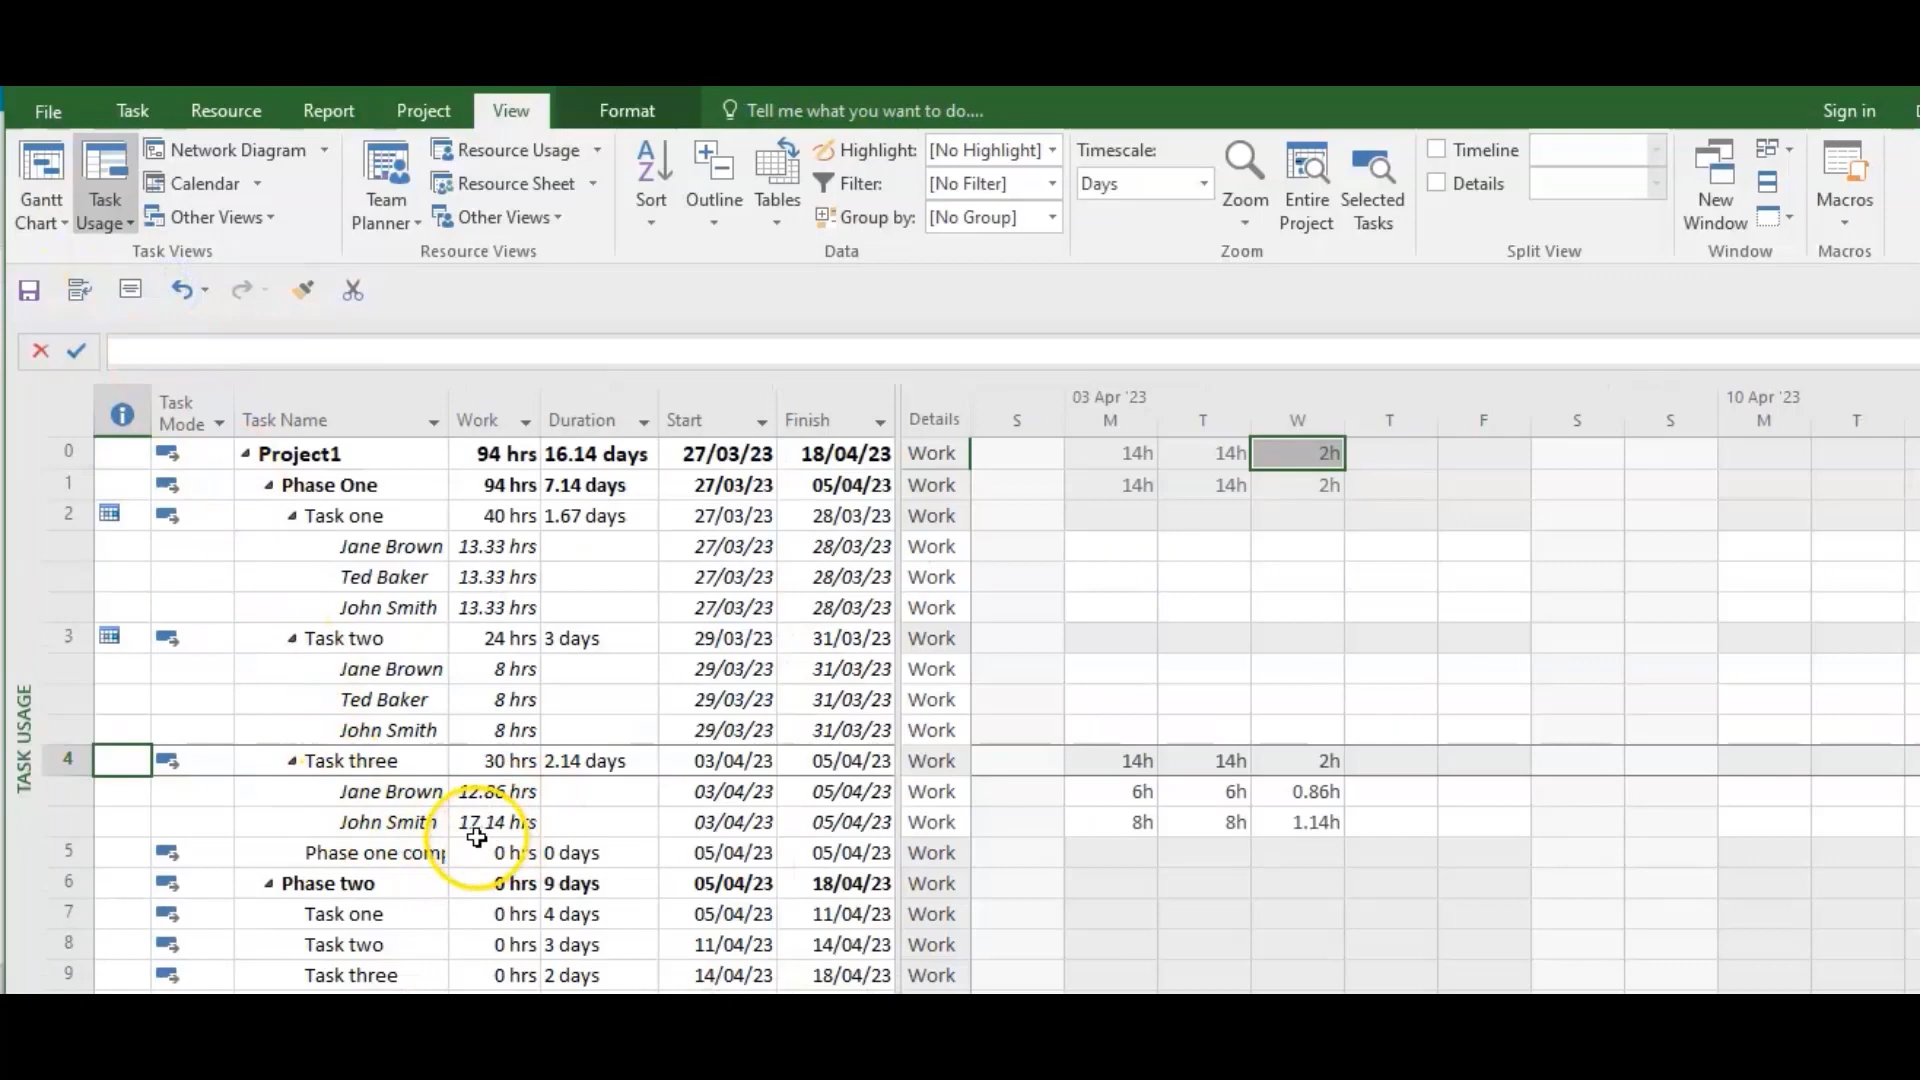 File Task Resource Report Project View Format Tell me what you want to do.... Sign in
Gantt Chart
Task Usage
Network Diagram
Calendar
Other Views
Task Views
Team Planner
Resource Usage
Resource Sheet
Other Views
Resource Views
Sort
Outline
Tables
Highlight: [No Highlight]
Filter: [No Filter]
Group by: [No Group]
Data
Timescale:
Days
Zoom
Entire Project
Selected Tasks
Zoom
Timeline
Details
Split View
New Window
Window
Macros
Macros
Task Mode Task Name Work Duration Start Finish Details
03 Apr '23 10 Apr '23
S M T W T F S S M T
0 Project1 94 hrs 16.14 days 27/03/23 18/04/23 Work 14h 14h 2h
1 Phase One 94 hrs 7.14 days 27/03/23 05/04/23 Work 14h 14h 2h
2 Task one 40 hrs 1.67 days 27/03/23 28/03/23 Work
Jane Brown 13.33 hrs 27/03/23 28/03/23 Work
Ted Baker 13.33 hrs 27/03/23 28/03/23 Work
John Smith 13.33 hrs 27/03/23 28/03/23 Work
3 Task two 24 hrs 3 days 29/03/23 31/03/23 Work
Jane Brown 8 hrs 29/03/23 31/03/23 Work
Ted Baker 8 hrs 29/03/23 31/03/23 Work
John Smith 8 hrs 29/03/23 31/03/23 Work
4 Task three 30 hrs 2.14 days 03/04/23 05/04/23 Work 14h 14h 2h
Jane Brown 12.86 hrs 03/04/23 05/04/23 Work 6h 6h 0.86h
John Smith 17.14 hrs 03/04/23 05/04/23 Work 8h 8h 1.14h
5 Phase one comp 0 hrs 0 days 05/04/23 05/04/23 Work
6 Phase two 0 hrs 9 days 05/04/23 18/04/23 Work
7 Task one 0 hrs 4 days 05/04/23 11/04/23 Work
8 Task two 0 hrs 3 days 11/04/23 14/04/23 Work
9 Task three 0 hrs 2 days 14/04/23 18/04/23 Work
TASK USAGE